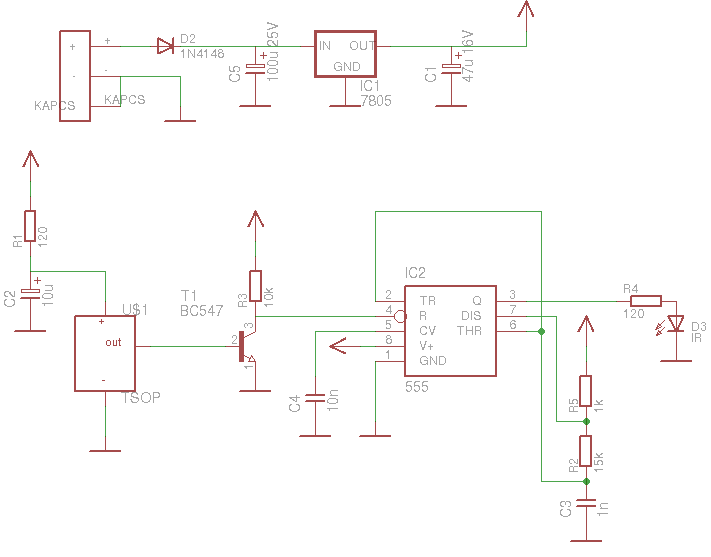 D2
1N4148
+
+
-
-
KAPCS
KAPCS
C5
100u 25V
+
IN
OUT
GND
IC1
7805
C1
47u 16V
+
R1
120
C2
10u
+
U$1
+
out
-
TSOP
T1
BC547
2
3
1
R3
10k
IC2
2
TR
Q
3
4
R
DIS
7
5
CV
THR
6
8
V+
1
GND
555
C4
10n
R4
120
D3
IR
R5
1k
R2
15k
C3
1n